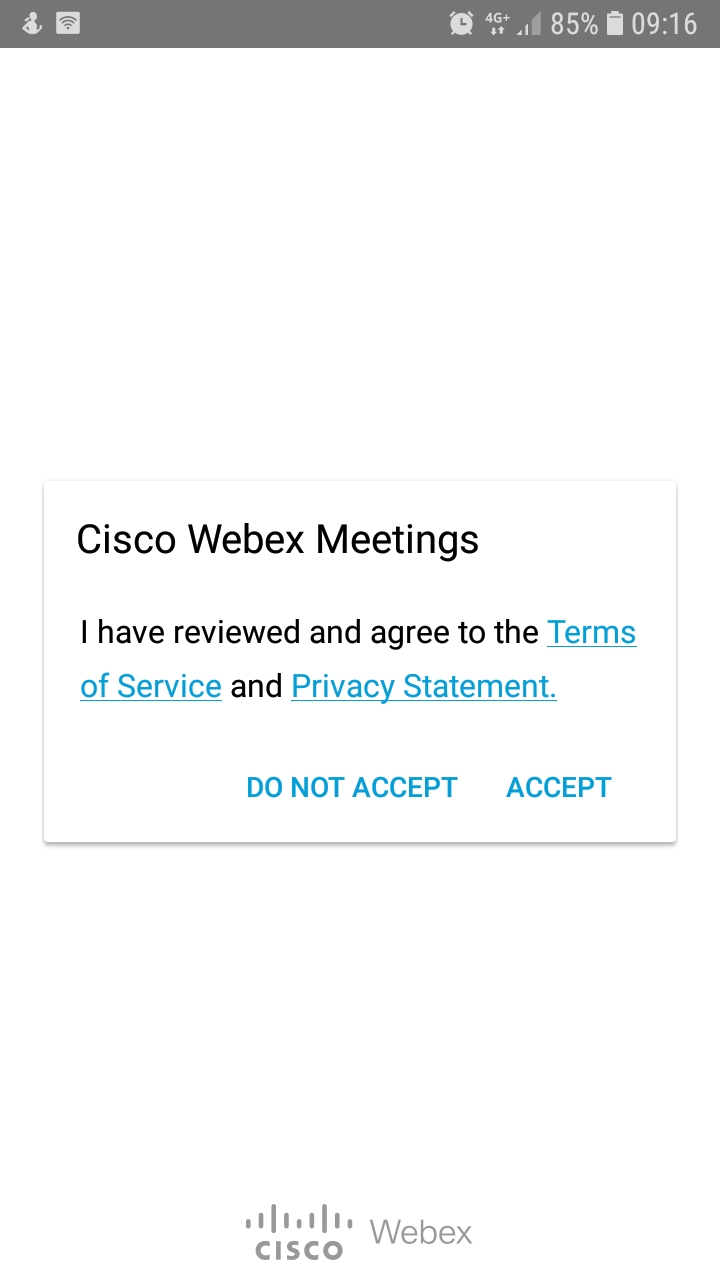 4G+ 85% 09:16
Cisco Webex Meetings
I have reviewed and agree to the Terms
of Service and Privacy Statement.
DO NOT ACCEPT ACCEPT
CISCO Webex